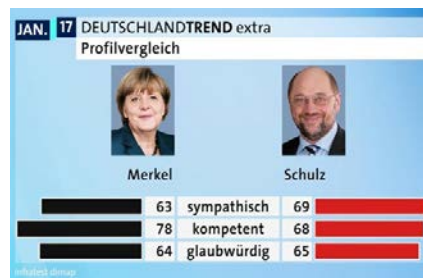 JAN. 17 DEUTSCHLANDTREND extra
Profilvergleich
Merkel Schulz
63 sympathisch 69
78 kompetent 68
64 glaubwürdig 65
infratest dimap